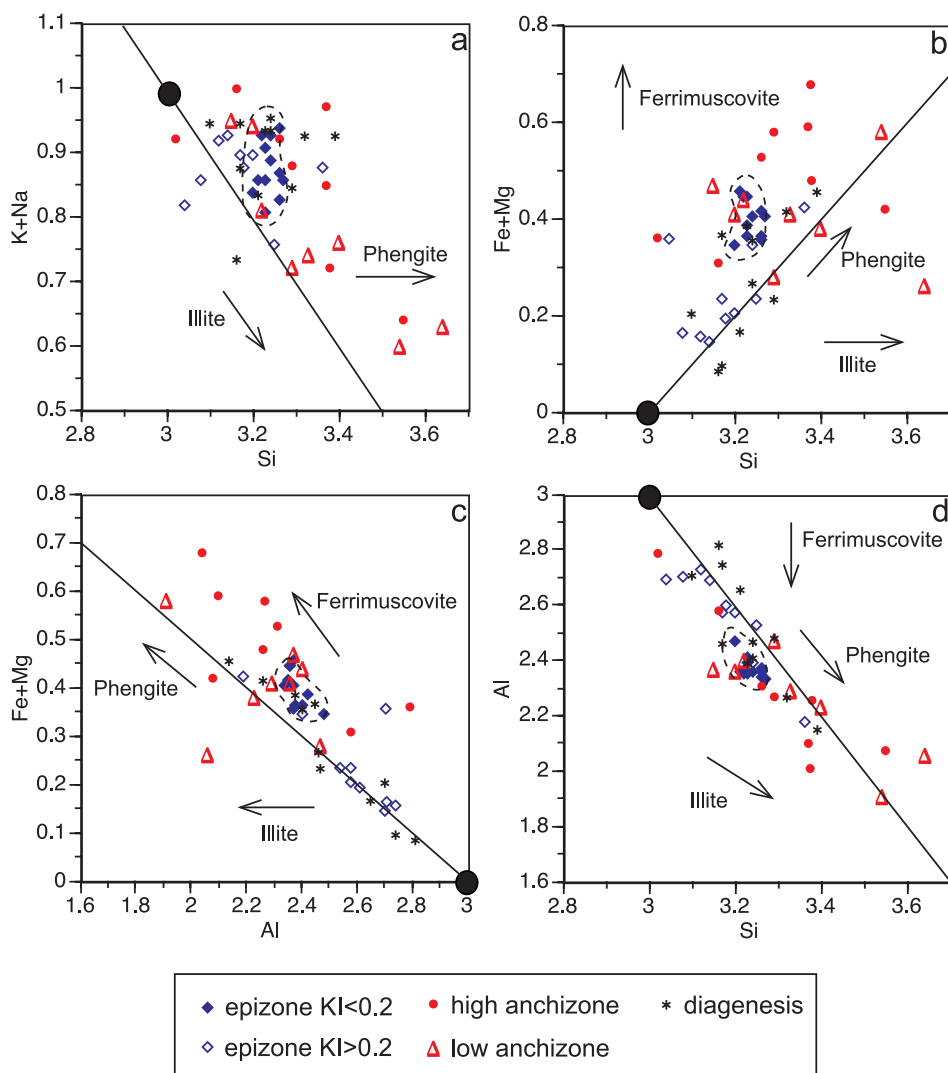 a
1
0.9
0.8
0.7
0.6
0.5
K+Na
Phengite
Illite
2.8 3 3.2 3.4 3.6
Si
b
0.8
0.6
0.4
0.2
0
Fe+Mg
Ferrimuscovite
Phengite
Illite
2.8 3 3.2 3.4 3.6
Si
c
0.8
0.7
0.6
0.5
0.4
0.3
0.2
0.1
0
Fe+Mg
Ferrimuscovite
Phengite
Illite
1.6 1.8 2 2.2 2.4 2.6 2.8 3
Al
d
3
2.8
2.6
2.4
2.2
2
1.8
1.6
Al
Ferrimuscovite
Phengite
Illite
2.8 3 3.2 3.4 3.6
Si
epizone KI<0.2 high anchizone * diagenesis
epizone KI>0.2 low anchizone